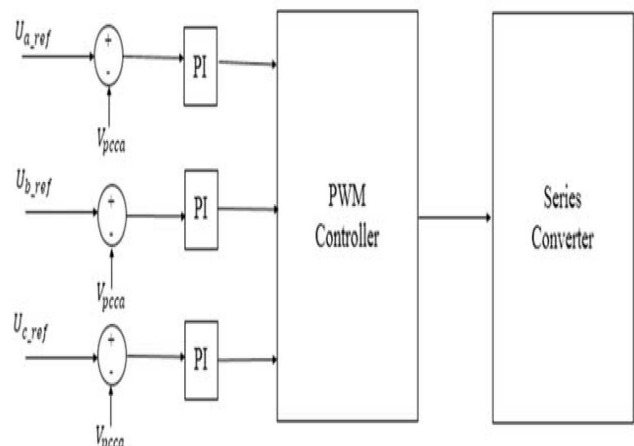 U_a_ref
+
-
PI
V_pcca
U_b_ref
+
-
PI
V_pcca
U_c_ref
+
-
PI
V_pcca
PWM
Controller
Series
Converter